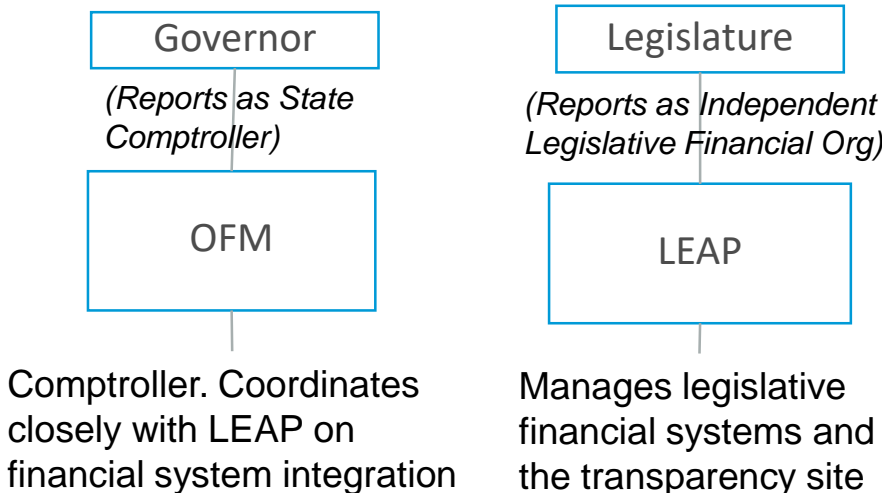 Governor
(Reports as State
Comptroller)
OFM
Comptroller. Coordinates
closely with LEAP on
financial system integration
Legislature
(Reports as Independent
Legislative Financial Org)
LEAP
Manages legislative
financial systems and
the transparency site